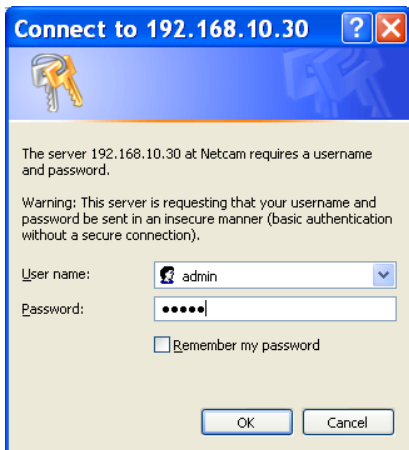 Connect to 192.168.10.30
The server 192.168.10.30 at Netcam requires a username
and password.
Warning: This server is requesting that your username and
password be sent in an insecure manner (basic authentication
without a secure connection).
User name:
admin
Password:
•••••
Remember my password
OK
Cancel